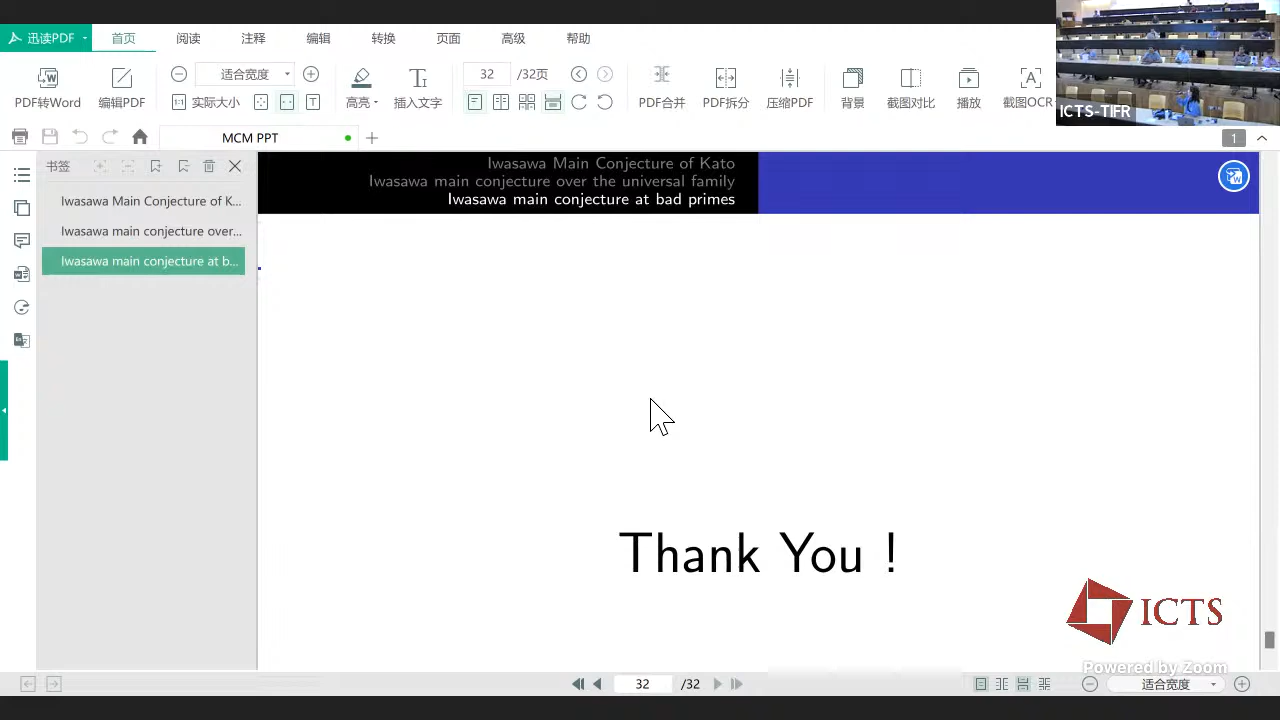 迅读PDF
首页
阅读
注释
编辑
转换
页面
高级
帮助
PDF转Word
编辑PDF
适合宽度
实际大小
高亮
插入文字
32
/32页
PDF合并
PDF拆分
压缩PDF
背景
截图对比
播放
截图OCR
ICTS-TIFR
MCM PPT
1
书签
Iwasawa Main Conjecture of K...
Iwasawa main conjecture over...
Iwasawa main conjecture at b...
Iwasawa Main Conjecture of Kato
Iwasawa main conjecture over the universal family
Iwasawa main conjecture at bad primes
Thank You !
ICTS
Powered by Zoom
32
/32
适合宽度